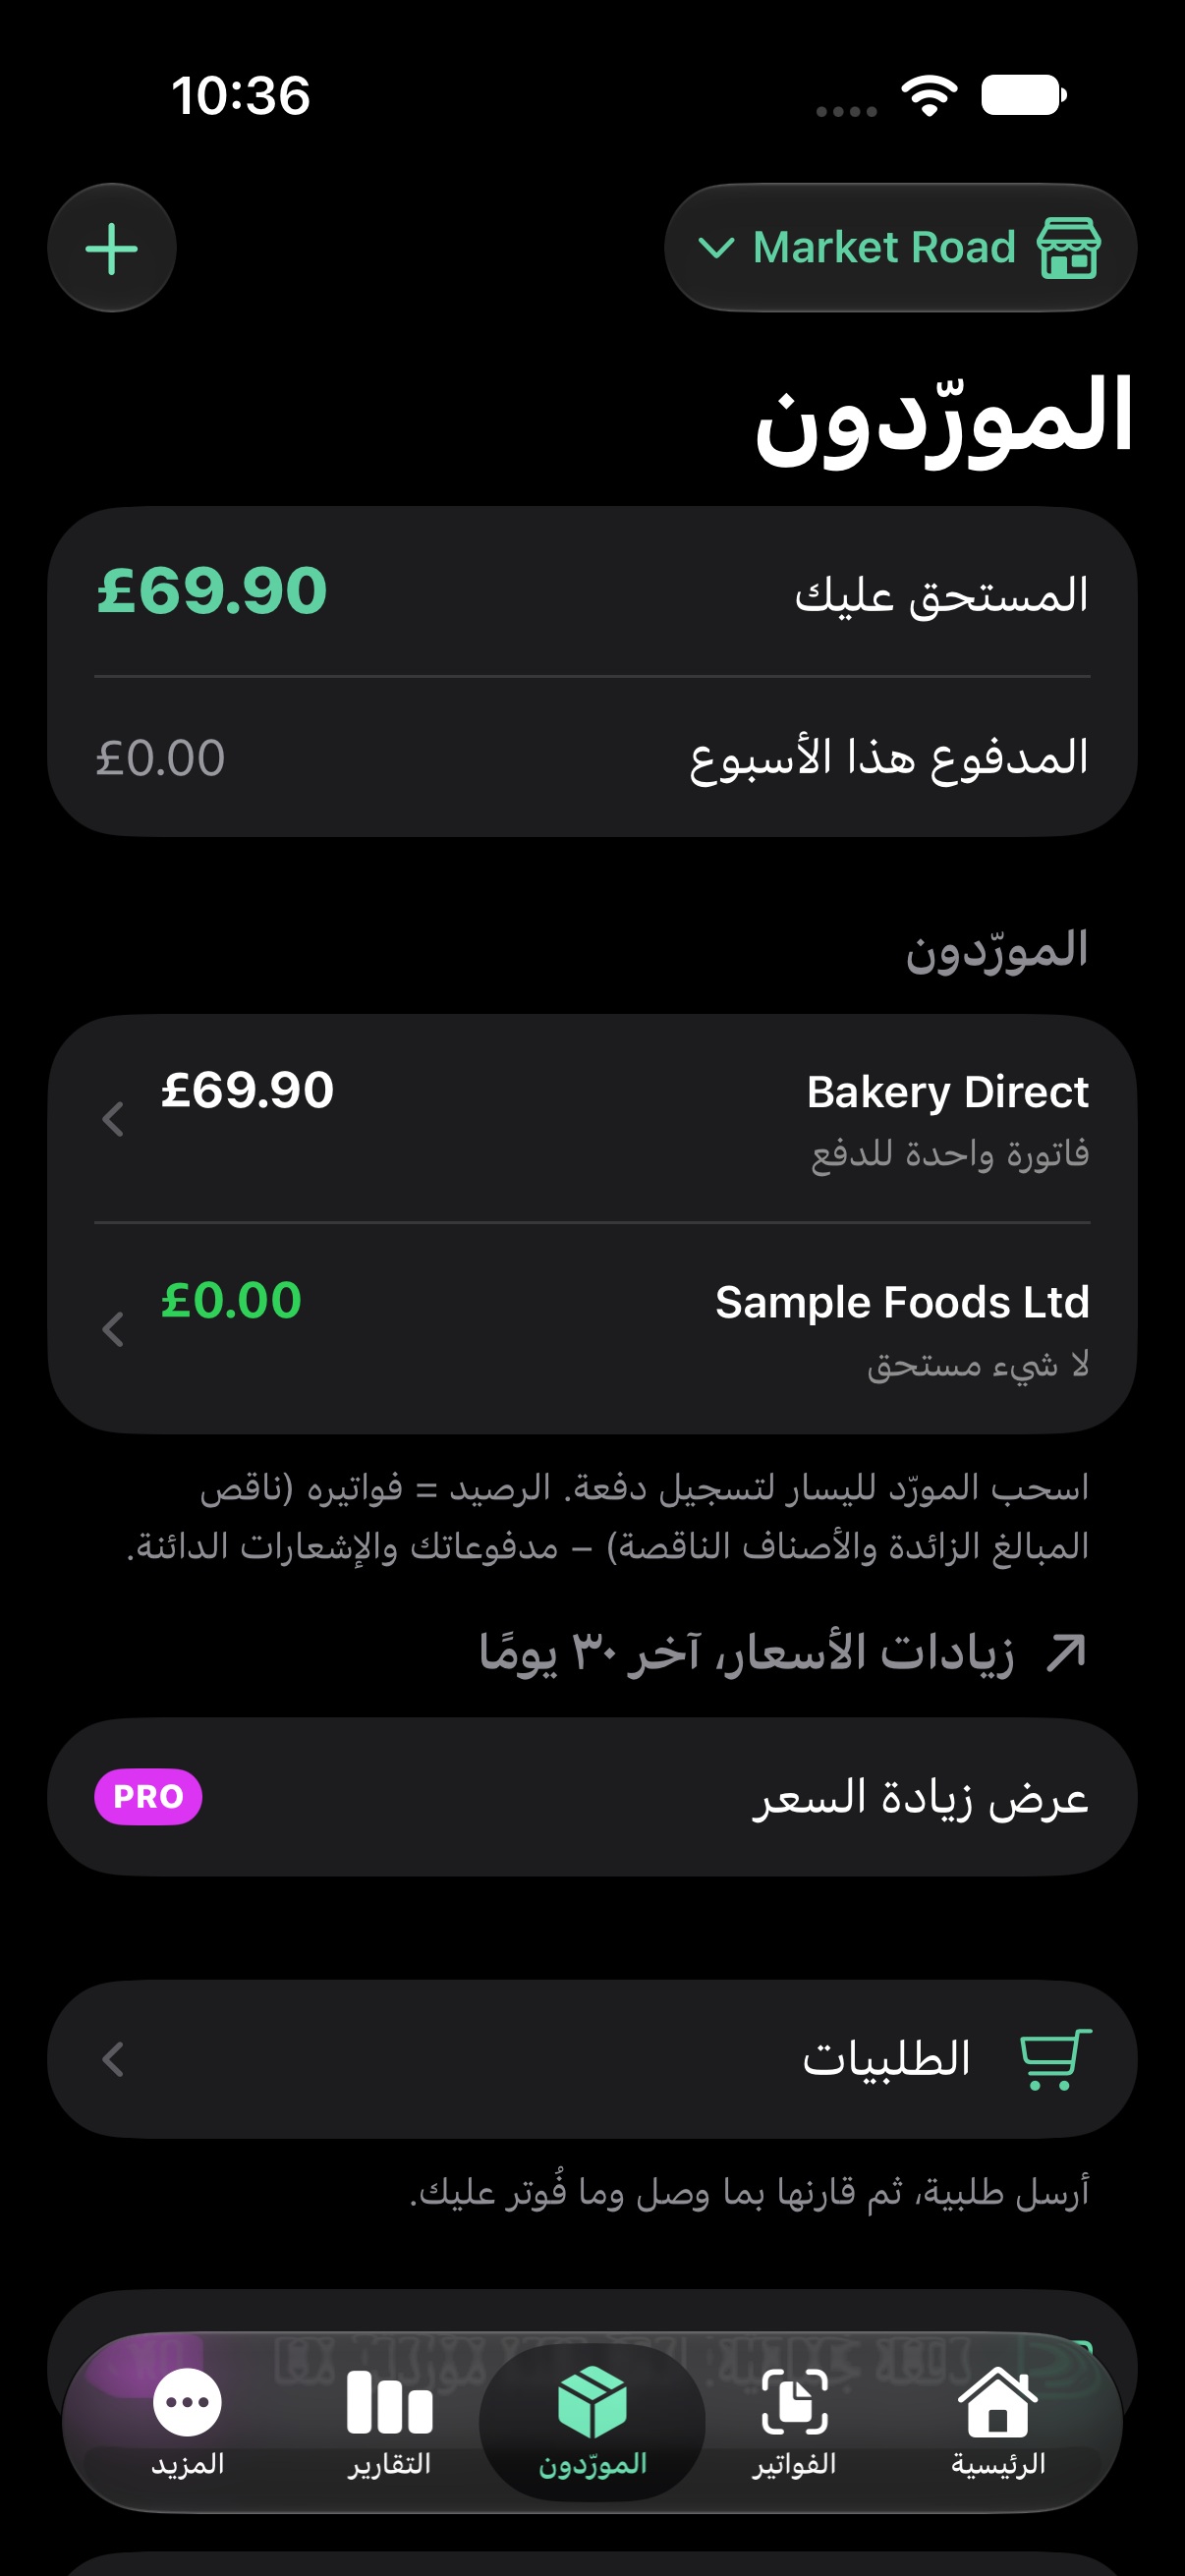 10:36
Market Road
المورّدون
المستحق عليك
£69.90
المدفوع هذا الأسبوع
£0.00
المورّدون
Bakery Direct
£69.90
فاتورة واحدة للدفع
Sample Foods Ltd
£0.00
لا شيء مستحق
اسحب المورّد لليسار لتسجيل دفعة. الرصيد = فواتيره (ناقص
المبالغ الزائدة والأصناف الناقصة) – مدفوعاتك والإشعارات الدائنة.
زيادات الأسعار، آخر ٣٠ يومًا
عرض زيادة السعر
PRO
الطلبيات
أرسل طلبية، ثم قارنها بما وصل وما فُوتر عليك.
الرئيسية
الفواتير
المورّدون
التقارير
المزيد